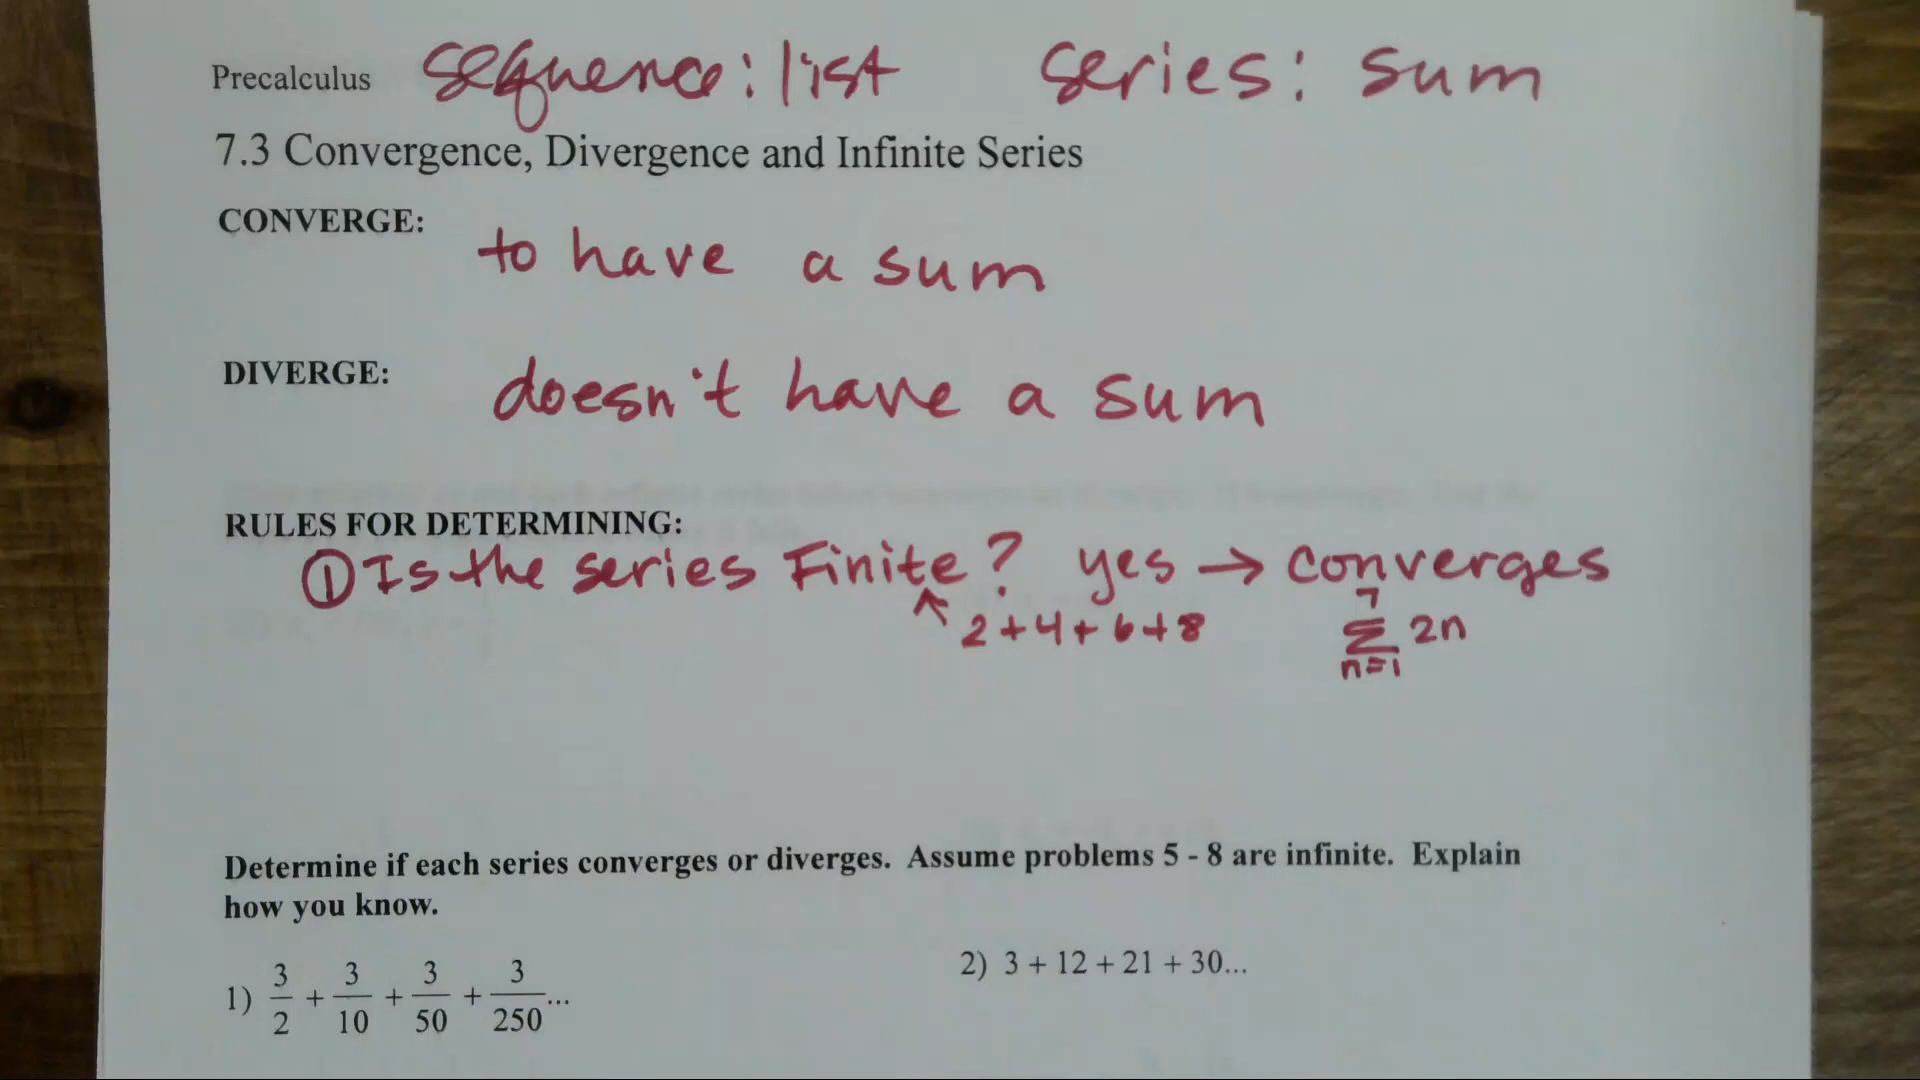 Precalculus sequence: list series: sum
7.3 Convergence, Divergence and Infinite Series
CONVERGE:
to have a sum
DIVERGE:
doesn't have a sum
RULES FOR DETERMINING:
① Is the series Finite? yes → converges
2+4+6+8 \sum_{n=1}^{7} 2n
Determine if each series converges or diverges. Assume problems 5 - 8 are infinite. Explain
how you know.
1) 3/2 + 3/10 + 3/50 + 3/250...
2) 3 + 12 + 21 + 30...